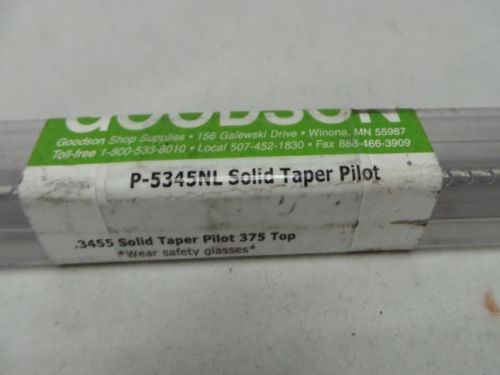 GOODSON
Goodson Shop Supplies • 156 Galewski Drive • Winona, MN 55987
Toll-free 1-800-533-8010 • Local 507-452-1830 • Fax 888-466-3909
P-5345NL Solid Taper Pilot
.3455 Solid Taper Pilot 375 Top
*Wear safety glasses*